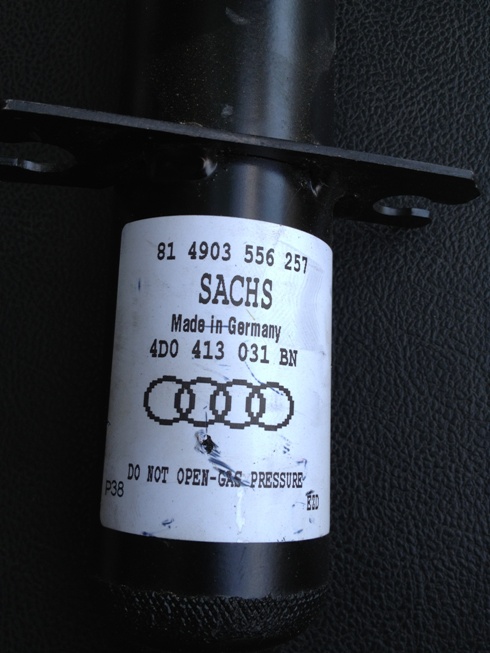 81 4903 556 257
SACHS
Made in Germany
4D0 413 031 BN
DO NOT OPEN-GAS PRESSURE
P38